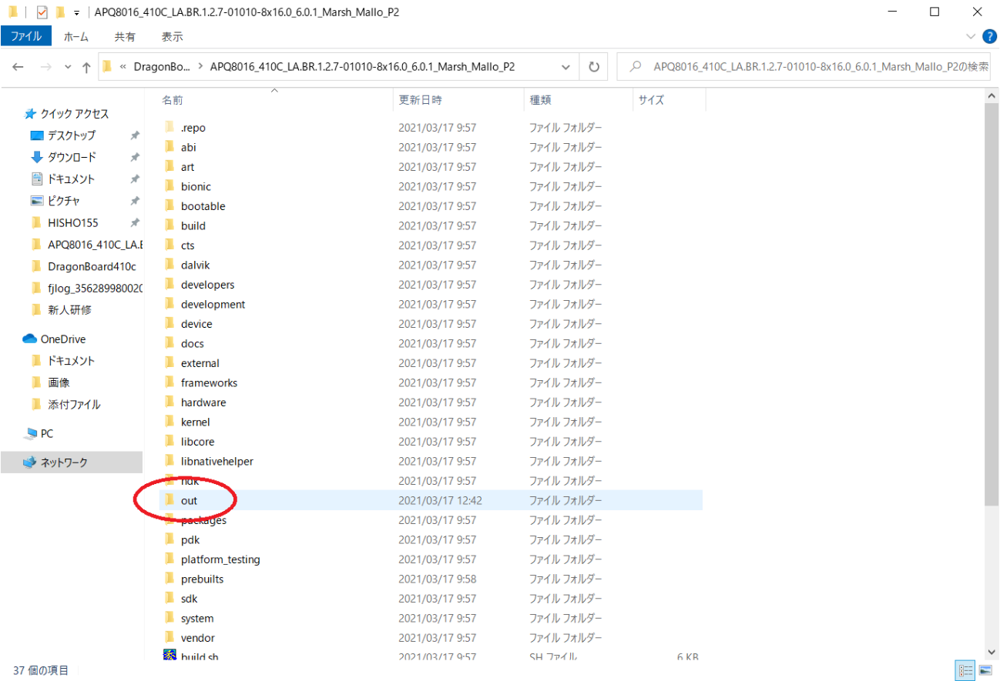 APQ8016_410C_LA.BR.1.2.7-01010-8x16.0_6.0.1_Marsh_Mallo_P2
ファイル ホーム 共有 表示
« DragonBo... > APQ8016_410C_LA.BR.1.2.7-01010-8x16.0_6.0.1_Marsh_Mallo_P2
APQ8016_410C_LA.BR.1.2.7-01010-8x16.0_6.0.1_Marsh_Mallo_P2の検索
クイック アクセス
デスクトップ
ダウンロード
ドキュメント
ピクチャ
HISHO155
APQ8016_410C_LA.E
DragonBoard410c
fjlog_35628998002
新人研修
OneDrive
ドキュメント
画像
添付ファイル
PC
ネットワーク
名前 更新日時 種類 サイズ
.repo 2021/03/17 9:57 ファイル フォルダー
abi 2021/03/17 9:57 ファイル フォルダー
art 2021/03/17 9:57 ファイル フォルダー
bionic 2021/03/17 9:57 ファイル フォルダー
bootable 2021/03/17 9:57 ファイル フォルダー
build 2021/03/17 9:57 ファイル フォルダー
cts 2021/03/17 9:57 ファイル フォルダー
dalvik 2021/03/17 9:57 ファイル フォルダー
developers 2021/03/17 9:57 ファイル フォルダー
development 2021/03/17 9:57 ファイル フォルダー
device 2021/03/17 9:57 ファイル フォルダー
docs 2021/03/17 9:57 ファイル フォルダー
external 2021/03/17 9:57 ファイル フォルダー
frameworks 2021/03/17 9:57 ファイル フォルダー
hardware 2021/03/17 9:57 ファイル フォルダー
kernel 2021/03/17 9:57 ファイル フォルダー
libcore 2021/03/17 9:57 ファイル フォルダー
libnativehelper 2021/03/17 9:57 ファイル フォルダー
ndk 2021/03/17 9:57 ファイル フォルダー
out 2021/03/17 12:42 ファイル フォルダー
packages 2021/03/17 9:57 ファイル フォルダー
pdk 2021/03/17 9:57 ファイル フォルダー
platform_testing 2021/03/17 9:57 ファイル フォルダー
prebuilts 2021/03/17 9:58 ファイル フォルダー
sdk 2021/03/17 9:57 ファイル フォルダー
system 2021/03/17 9:57 ファイル フォルダー
vendor 2021/03/17 9:57 ファイル フォルダー
build.sh 2021/03/17 9:57 SH ファイル 6 KB
37 個の項目